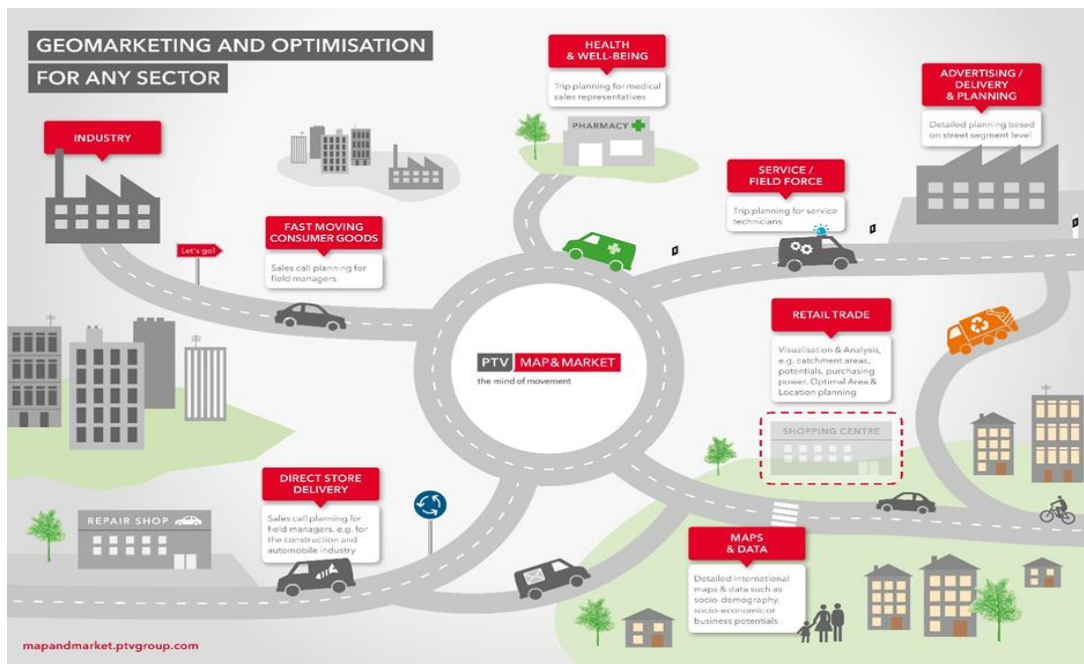 GEOMARKETING AND OPTIMISATION
FOR ANY SECTOR
INDUSTRY
Let's go!
FAST MOVING
CONSUMER GOODS
Sales call planning for
field managers
HEALTH
& WELL-BEING
Trip planning for medical
sales representatives
PHARMACY
SERVICE /
FIELD FORCE
Trip planning for service
technicians
ADVERTISING /
DELIVERY
& PLANNING
Detailed planning based
on street segment level
PTV MAP&MARKET
the mind of movement
RETAIL TRADE
Visualisation & Analysis,
e.g. catchment areas,
potentials, purchasing
power. Optimal Area &
Location planning
SHOPPING CENTRE
DIRECT STORE
DELIVERY
Sales call planning for
field managers, e.g. for
the construction and
automobile industry
REPAIR SHOP
MAPS
& DATA
Detailed international
maps & data such as
socio-demography,
socio-economic or
business potentials
mapandmarket.ptvgroup.com